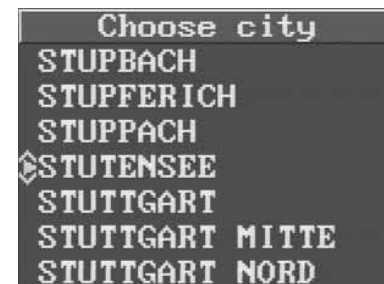 Choose city
STUPBACH
STUPFERICH
STUPPACH
STUTENSEE
STUTTGART
STUTTGART MITTE
STUTTGART NORD